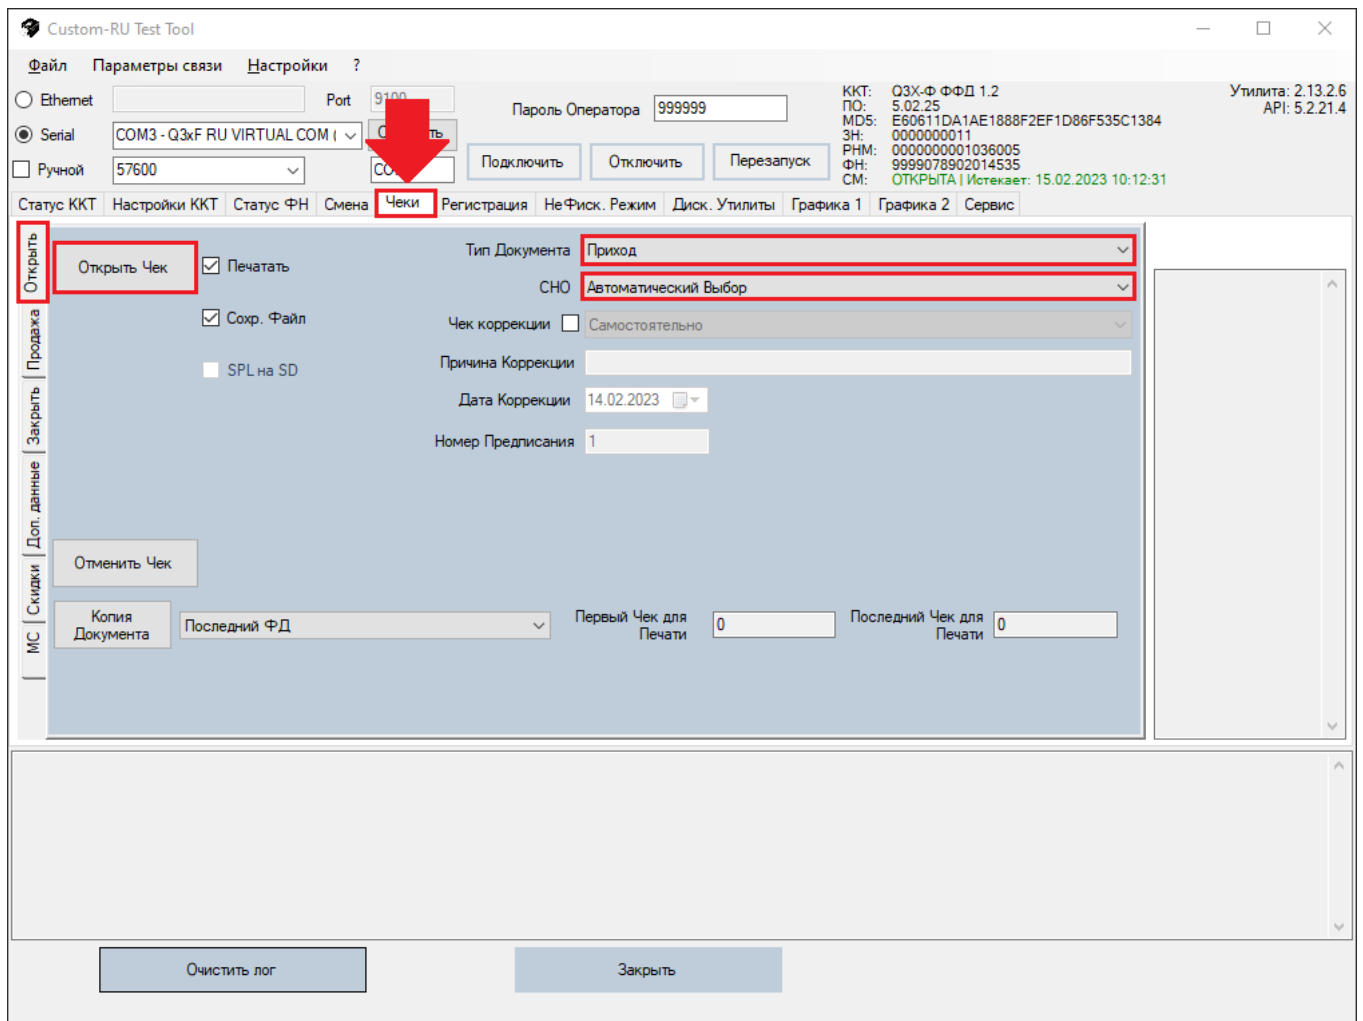 Custom-RU Test Tool
Файл Параметры связи Настройки ?
Ethernet Port 9100
Serial COM3 - Q3xF RU VIRTUAL COM (
Ручной 57600
Пароль Оператора 999999
Подключить Отключить Перезапуск
ККТ: Q3X-Ф ФФД 1.2
ПО: 5.02.25
MD5: E60611DA1AE1888F2EF1D86F535C1384
ЗН: 0000000011
РНМ: 0000000001036005
ФН: 9999078902014535
СМ: ОТКРЫТА | Истекает: 15.02.2023 10:12:31
Утилита: 2.13.2.6
API: 5.2.21.4
Статус ККТ Настройки ККТ Статус ФН Смена Чеки Регистрация НеФиск. Режим Диск. Утилиты Графика 1 Графика 2 Сервис
Открыть
Продажа
Закрыть
Доп. данные
Скидки
МС
Открыть Чек
Печатать
Сохр. Файл
SPL на SD
Тип Документа Приход
СНО Автоматический Выбор
Чек коррекции Самостоятельно
Причина Коррекции
Дата Коррекции 14.02.2023
Номер Предписания 1
Отменить Чек
Копия
Документа
Последний ФД
Первый Чек для
Печати
0
Последний Чек для
Печати
0
Очистить лог Закрыть